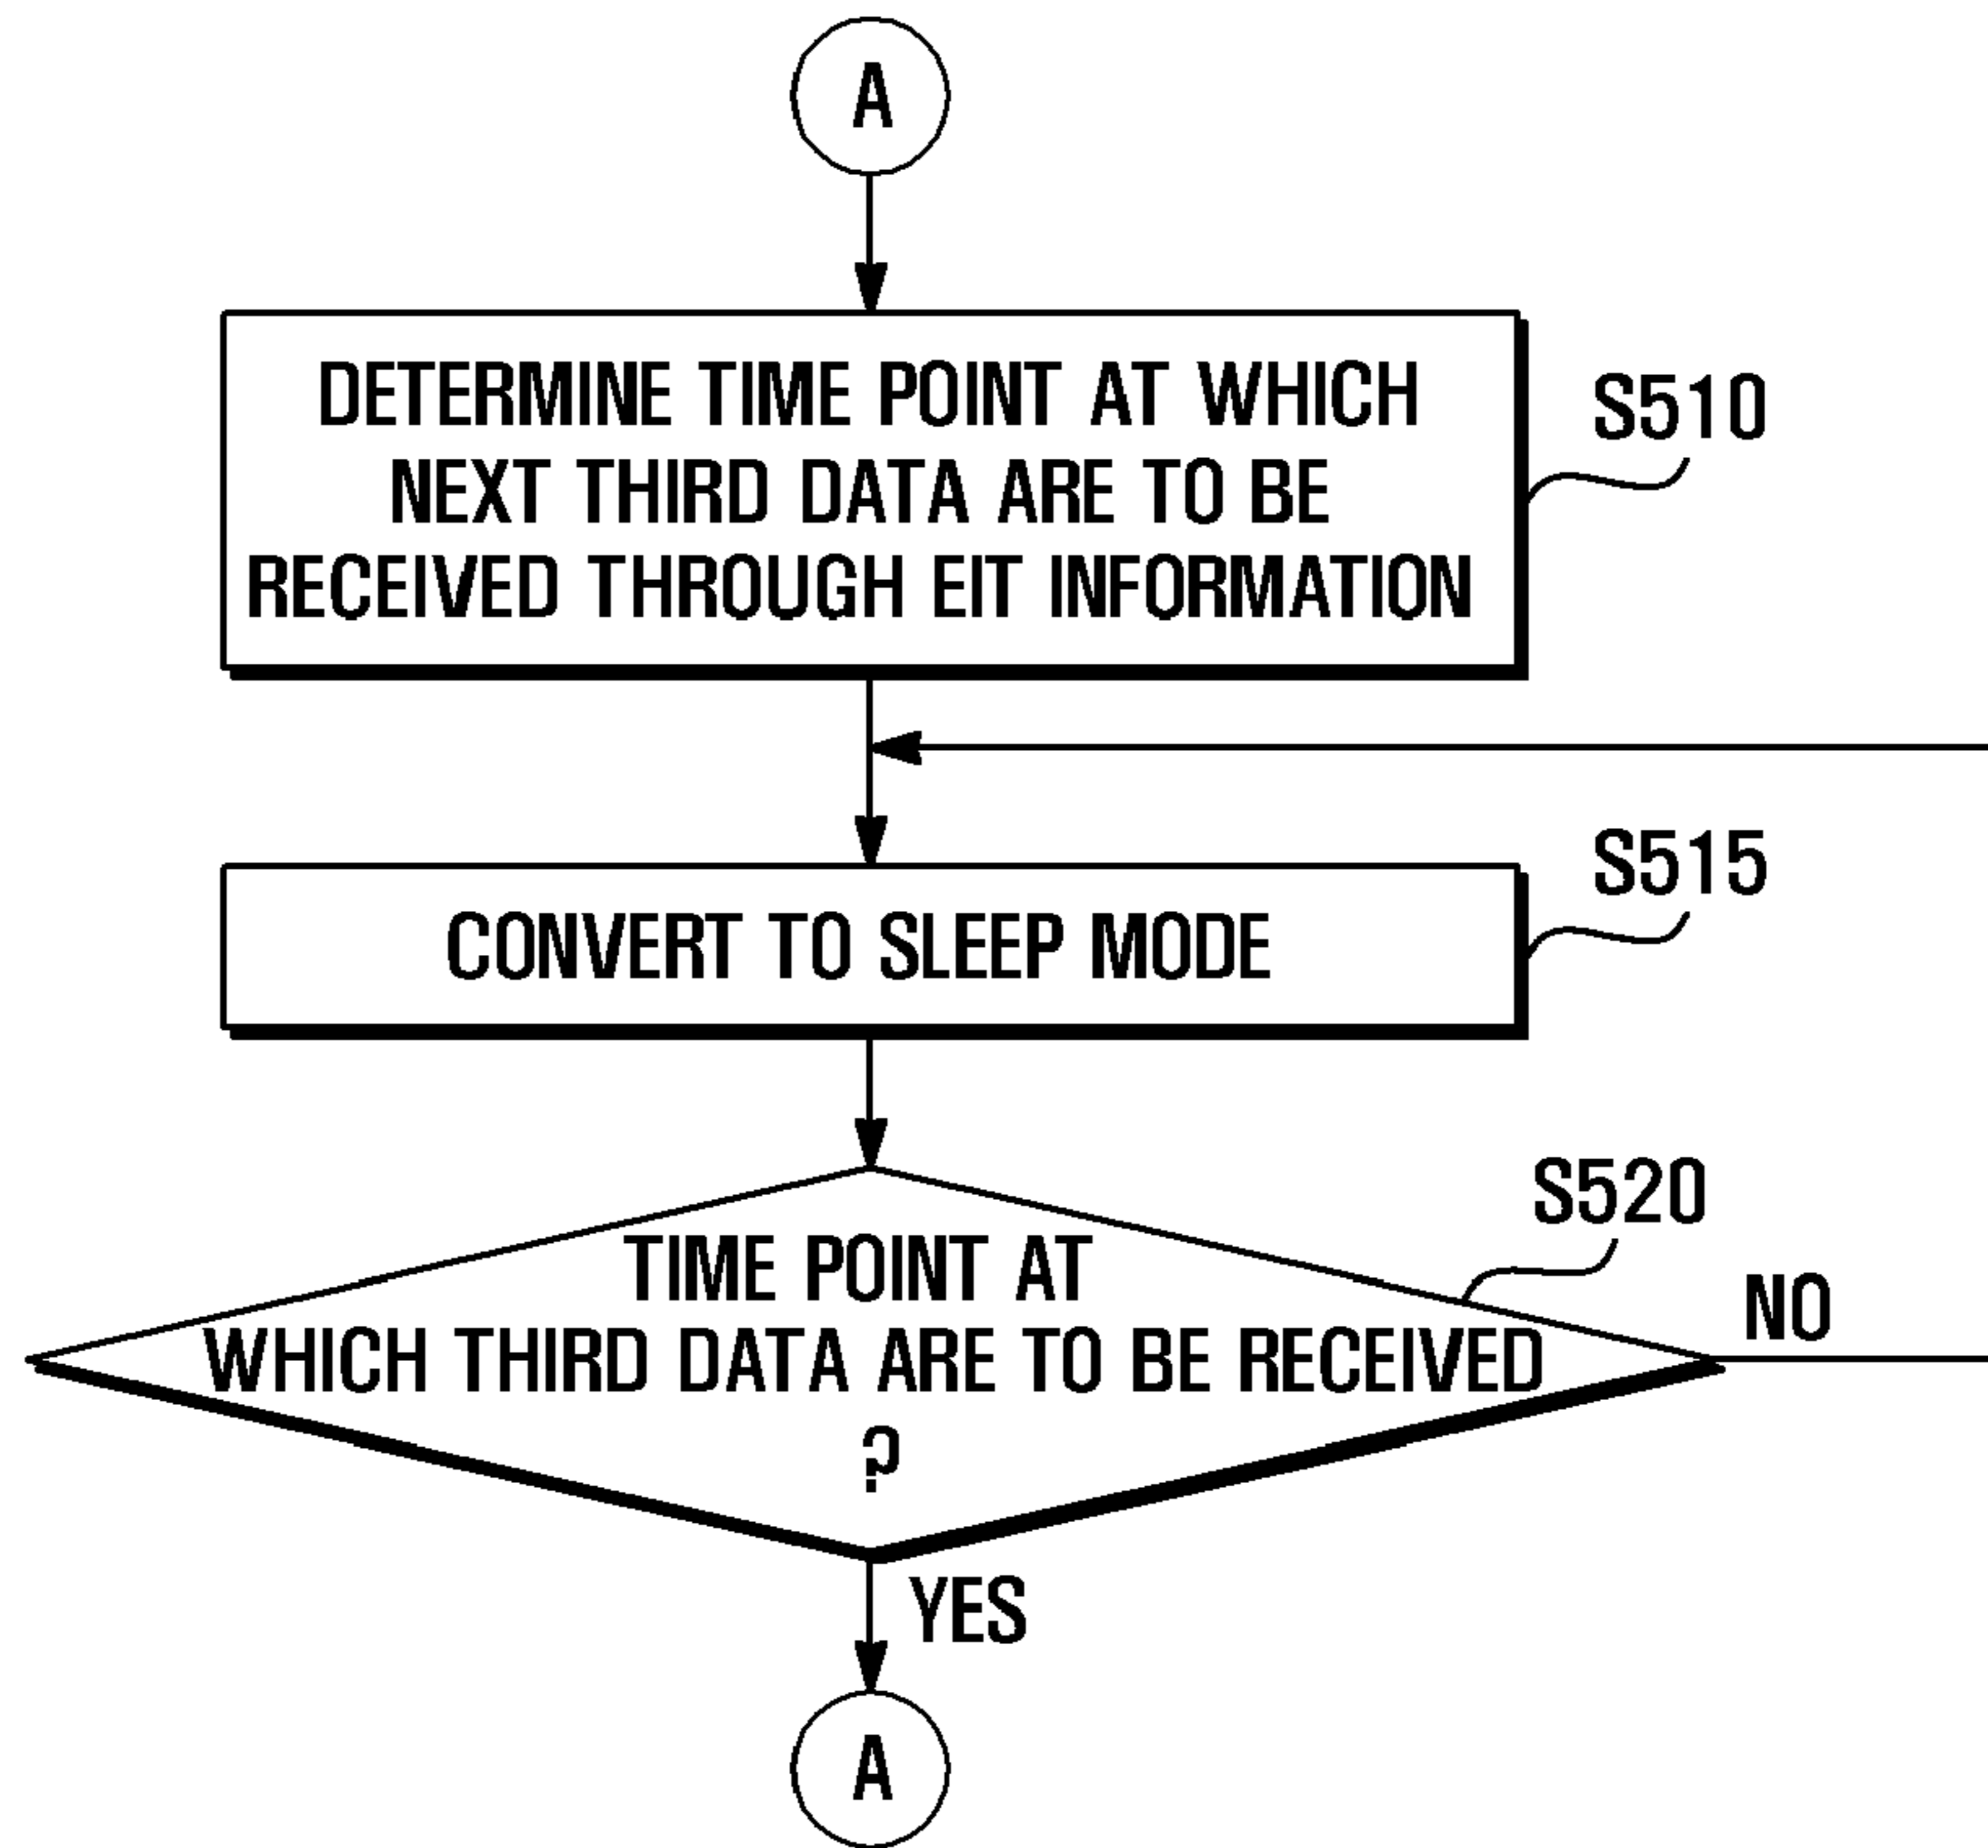 A
DETERMINE TIME POINT AT WHICH
NEXT THIRD DATA ARE TO BE
RECEIVED THROUGH EIT INFORMATION
S510
CONVERT TO SLEEP MODE
S515
TIME POINT AT
WHICH THIRD DATA ARE TO BE RECEIVED
?
S520
NO
YES
A